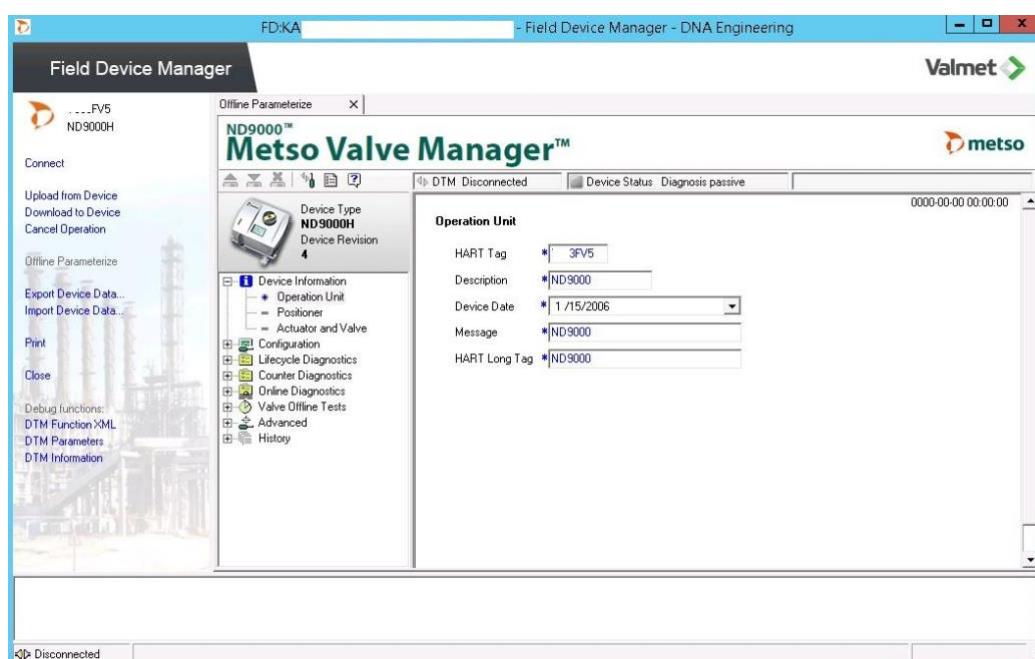 FD:KA - Field Device Manager - DNA Engineering
Field Device Manager
Valmet
FV5
ND9000H
Connect
Upload from Device
Download to Device
Cancel Operation
Offline Parameterize
Export Device Data...
Import Device Data...
Print
Close
Debug functions:
DTM Function XML
DTM Parameters
DTM Information
Offline Parameterize X
ND9000™
Metso Valve Manager™
metso
DTM Disconnected
Device Status Diagnosis passive
0000-00-00 00:00:00
Device Type
ND9000H
Device Revision
4
Device Information
Operation Unit
Positioner
Actuator and Valve
Configuration
Lifecycle Diagnostics
Counter Diagnostics
Online Diagnostics
Valve Offline Tests
Advanced
History
Operation Unit
HART Tag * 3FV5
Description *ND9000
Device Date * 1 /15/2006
Message *ND9000
HART Long Tag *ND9000
Disconnected